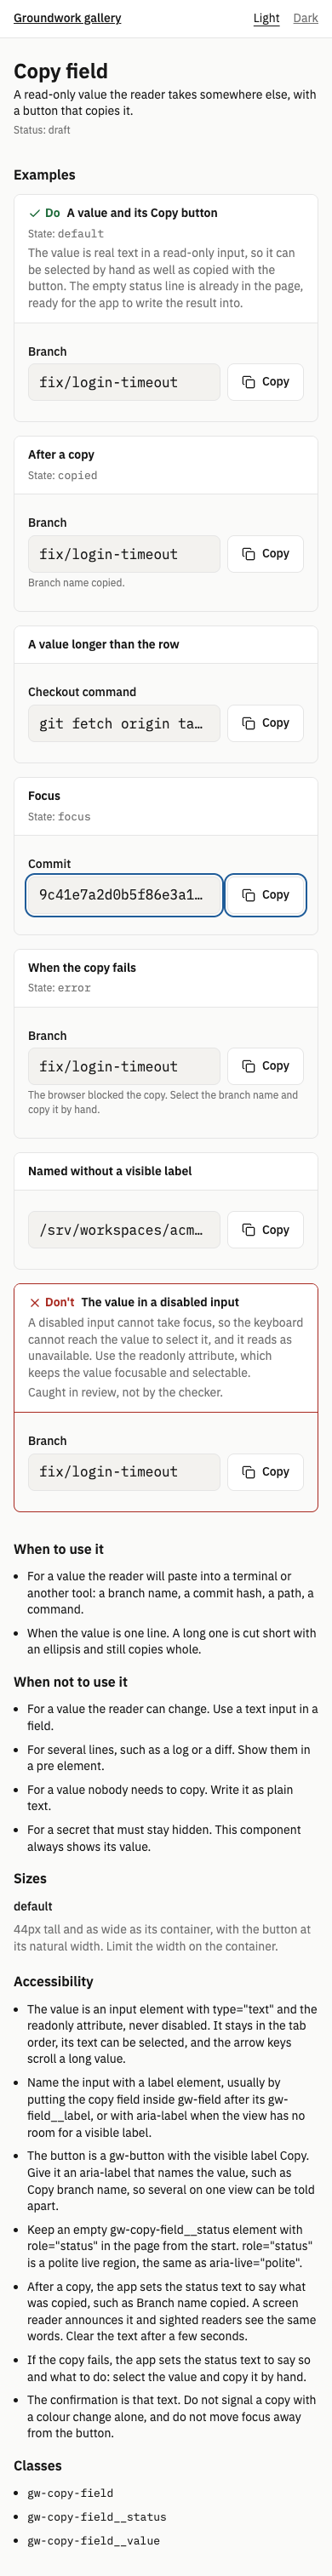 Groundwork gallery
Light
Dark
Copy field
A read-only value the reader takes somewhere else, with
a button that copies it.
Status: draft
Examples
Do A value and its Copy button
State: default
The value is real text in a read-only input, so it can
be selected by hand as well as copied with the
button. The empty status line is already in the page,
ready for the app to write the result into.
Branch
fix/login-timeout
Copy
After a copy
State: copied
Branch
fix/login-timeout
Copy
Branch name copied.
A value longer than the row
Checkout command
git fetch origin ta…
Copy
Focus
State: focus
Commit
9c41e7a2d0b5f86e3a1…
Copy
When the copy fails
State: error
Branch
fix/login-timeout
Copy
The browser blocked the copy. Select the branch name and
copy it by hand.
Named without a visible label
/srv/workspaces/acm…
Copy
Don't The value in a disabled input
A disabled input cannot take focus, so the keyboard
cannot reach the value to select it, and it reads as
unavailable. Use the readonly attribute, which
keeps the value focusable and selectable.
Caught in review, not by the checker.
Branch
fix/login-timeout
Copy
When to use it
• For a value the reader will paste into a terminal or
another tool: a branch name, a commit hash, a path, a
command.
• When the value is one line. A long one is cut short with
an ellipsis and still copies whole.
When not to use it
• For a value the reader can change. Use a text input in a
field.
• For several lines, such as a log or a diff. Show them in
a pre element.
• For a value nobody needs to copy. Write it as plain
text.
• For a secret that must stay hidden. This component
always shows its value.
Sizes
default
44px tall and as wide as its container, with the button at
its natural width. Limit the width on the container.
Accessibility
• The value is an input element with type="text" and the
readonly attribute, never disabled. It stays in the tab
order, its text can be selected, and the arrow keys
scroll a long value.
• Name the input with a label element, usually by
putting the copy field inside gw-field after its gw-
field__label, or with aria-label when the view has no
room for a visible label.
• The button is a gw-button with the visible label Copy.
Give it an aria-label that names the value, such as
Copy branch name, so several on one view can be told
apart.
• Keep an empty gw-copy-field__status element with
role="status" in the page from the start. role="status"
is a polite live region, the same as aria-live="polite".
• After a copy, the app sets the status text to say what
was copied, such as Branch name copied. A screen
reader announces it and sighted readers see the same
words. Clear the text after a few seconds.
• If the copy fails, the app sets the status text to say so
and what to do: select the value and copy it by hand.
• The confirmation is that text. Do not signal a copy with
a colour change alone, and do not move focus away
from the button.
Classes
• gw-copy-field
• gw-copy-field__status
• gw-copy-field__value